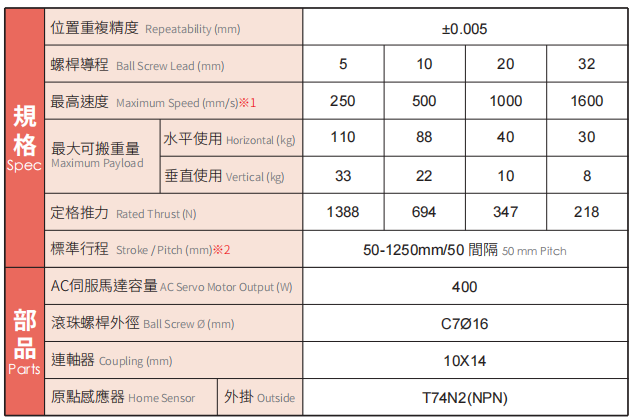 規格 Spec
位置重複精度 Repeatability (mm) ±0.005
螺桿導程 Ball Screw Lead (mm) 5 10 20 32
最高速度 Maximum Speed (mm/s)※1 250 500 1000 1600
最大可搬重量 Maximum Payload
水平使用 Horizontal (kg) 110 88 40 30
垂直使用 Vertical (kg) 33 22 10 8
定格推力 Rated Thrust (N) 1388 694 347 218
標準行程 Stroke / Pitch (mm)※2 50-1250mm/50 間隔 50 mm Pitch
部品 Parts
AC伺服馬達容量 AC Servo Motor Output (W) 400
滾珠螺桿外徑 Ball Screw Ø (mm) C7Ø16
連軸器 Coupling (mm) 10X14
原點感應器 Home Sensor 外掛 Outside T74N2(NPN)